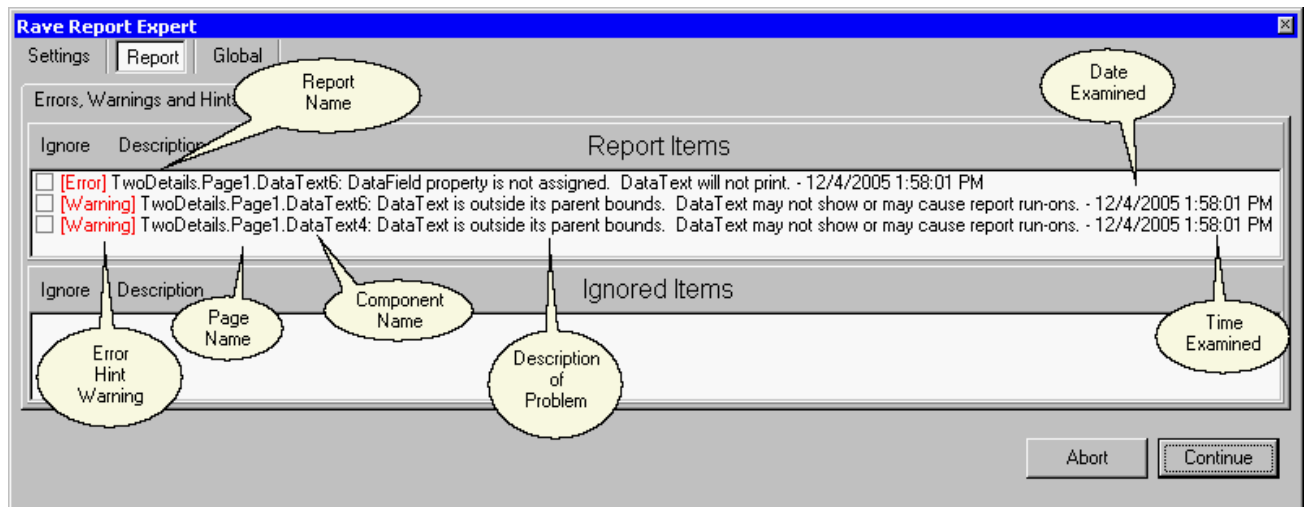 Rave Report Expert
Settings
Report
Global
Report
Name
Date
Examined
Errors, Warnings and Hint
Ignore
Description
Report Items
[Error] TwoDetails.Page1.DataText6: DataField property is not assigned.  DataText will not print. - 12/4/2005 1:58:01 PM
[Warning] TwoDetails.Page1.DataText6: DataText is outside its parent bounds.  DataText may not show or may cause report run-ons. - 12/4/2005 1:58:01 PM
[Warning] TwoDetails.Page1.DataText4: DataText is outside its parent bounds.  DataText may not show or may cause report run-ons. - 12/4/2005 1:58:01 PM
Ignore
Description
Ignored Items
Page
Name
Component
Name
Time
Examined
Error
Hint
Warning
Description
of
Problem
Abort
Continue